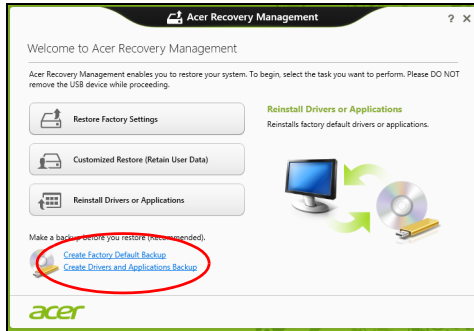 Acer Recovery Management
? X
Welcome to Acer Recovery Management
Acer Recovery Management enables you to restore your system. To begin, select the task you want to perform. Please DO NOT
remove the USB device while proceeding.
Restore Factory Settings
Customized Restore (Retain User Data)
Reinstall Drivers or Applications
Reinstall Drivers or Applications
Reinstalls factory default drivers or applications.
Make a backup before you restore (Recommended).
Create Factory Default Backup
Create Drivers and Applications Backup
acer